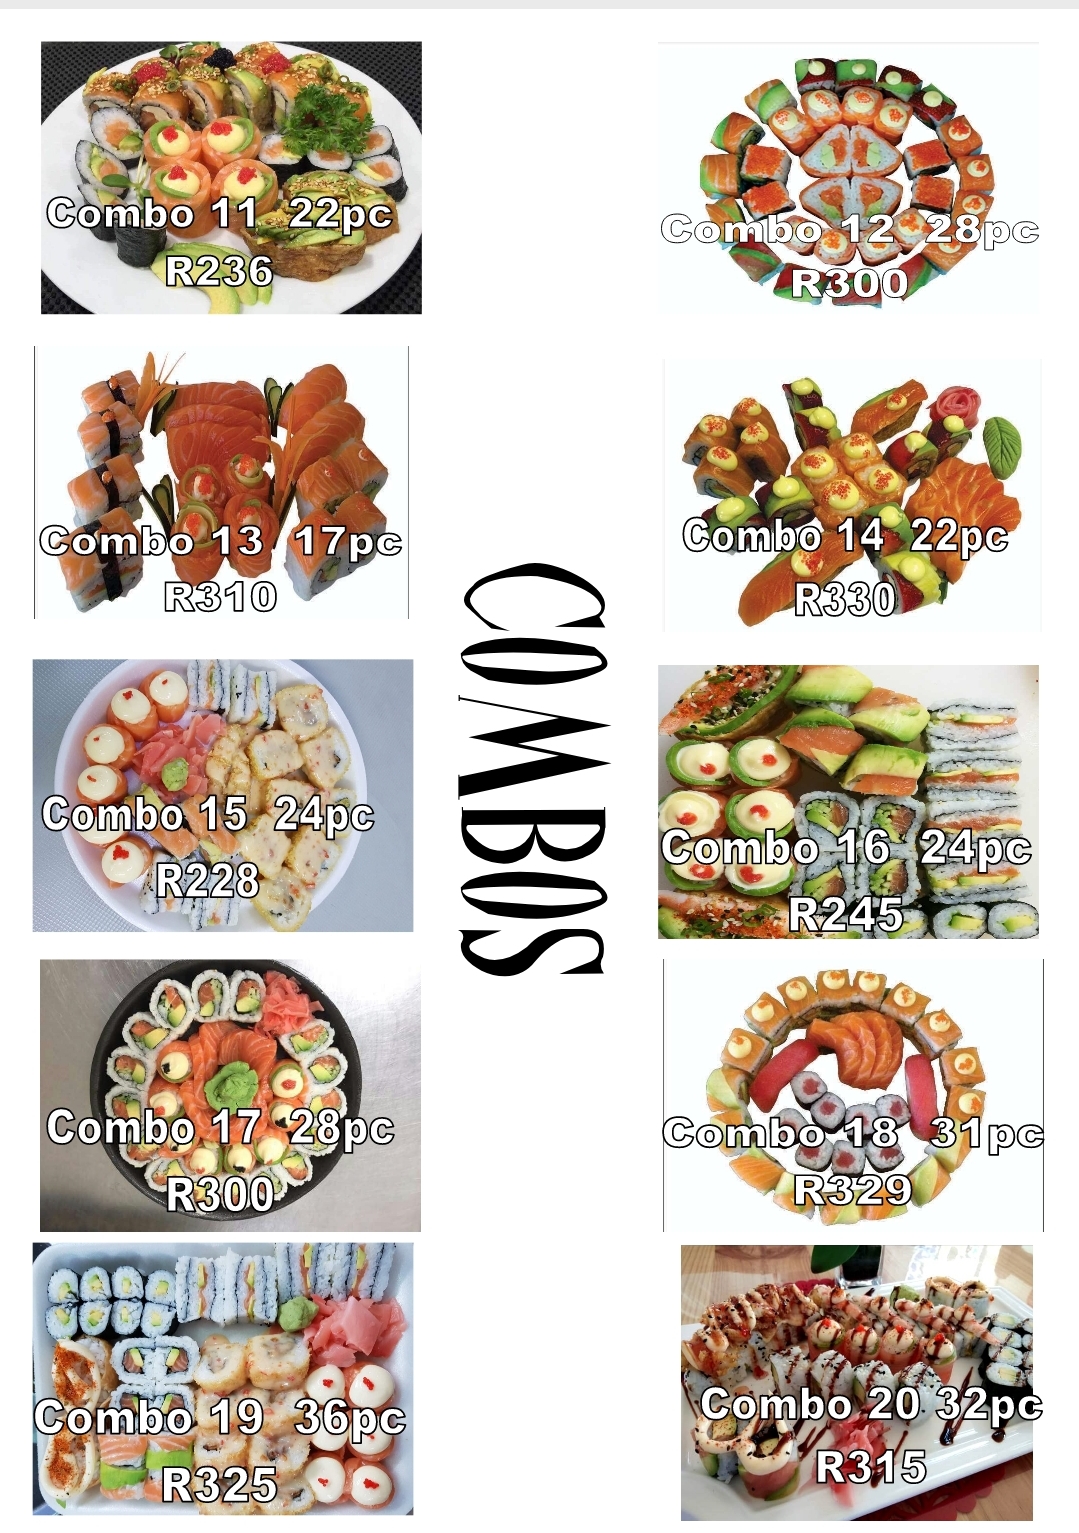 Combo 11 22pc
R236
Combo 12 28pc
R300
Combo 13 17pc
R310
Combo 14 22pc
R330
COMBOS
Combo 15 24pc
R228
Combo 16 24pc
R245
Combo 17 28pc
R300
Combo 18 31pc
R329
Combo 19 36pc
R325
Combo 20 32pc
R315